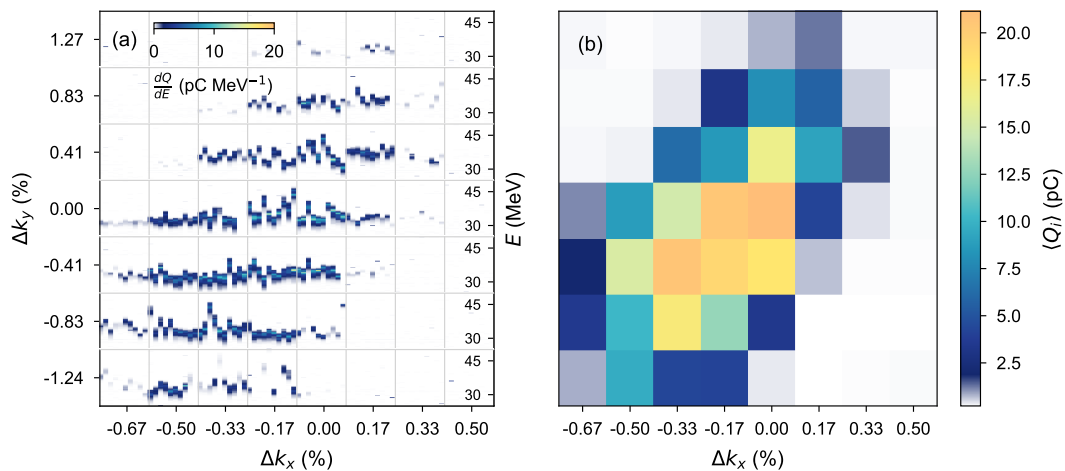 (a)
0 10 20
dQ/dE (pC MeV⁻¹)
1.27
0.83
0.41
0.00
-0.41
-0.83
-1.24
Δk_y (%)
45
30
45
30
45
30
45
30
45
30
45
30
45
30
E (MeV)
-0.67 -0.50 -0.33 -0.17 0.00 0.17 0.33 0.50
Δk_x (%)
(b)
-0.67 -0.50 -0.33 -0.17 0.00 0.17 0.33 0.50
Δk_x (%)
20.0
17.5
15.0
12.5
10.0
7.5
5.0
2.5
⟨Q_i⟩ (pC)